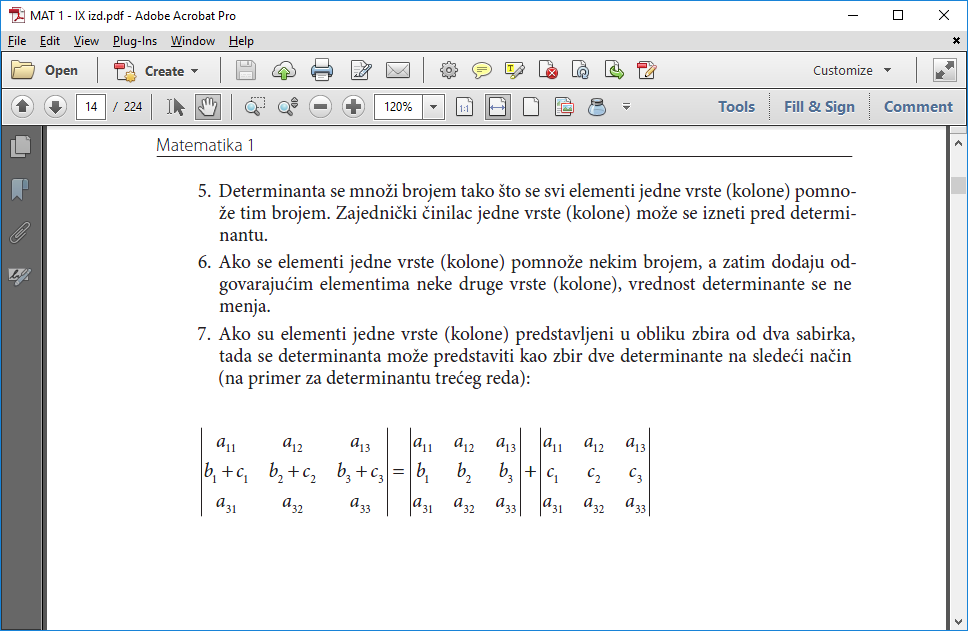 MAT 1 - IX izd.pdf - Adobe Acrobat Pro
File Edit View Plug-Ins Window Help
Open Create Customize
14 / 224 120% 1:1 Tools Fill & Sign Comment
Matematika 1
5. Determinanta se množi brojem tako što se svi elementi jedne vrste (kolone) pomno-
že tim brojem. Zajednički činilac jedne vrste (kolone) može se izneti pred determi-
nantu.
6. Ako se elementi jedne vrste (kolone) pomnože nekim brojem, a zatim dodaju od-
govarajućim elementima neke druge vrste (kolone), vrednost determinante se ne
menja.
7. Ako su elementi jedne vrste (kolone) predstavljeni u obliku zbira od dva sabirka,
tada se determinanta može predstaviti kao zbir dve determinante na sledeći način
(na primer za determinantu trećeg reda):
|a₁₁ a₁₂ a₁₃| |a₁₁ a₁₂ a₁₃| |a₁₁ a₁₂ a₁₃|
|b₁+c₁ b₂+c₂ b₃+c₃| = |b₁ b₂ b₃| + |c₁ c₂ c₃|
|a₃₁ a₃₂ a₃₃| |a₃₁ a₃₂ a₃₃| |a₃₁ a₃₂ a₃₃|